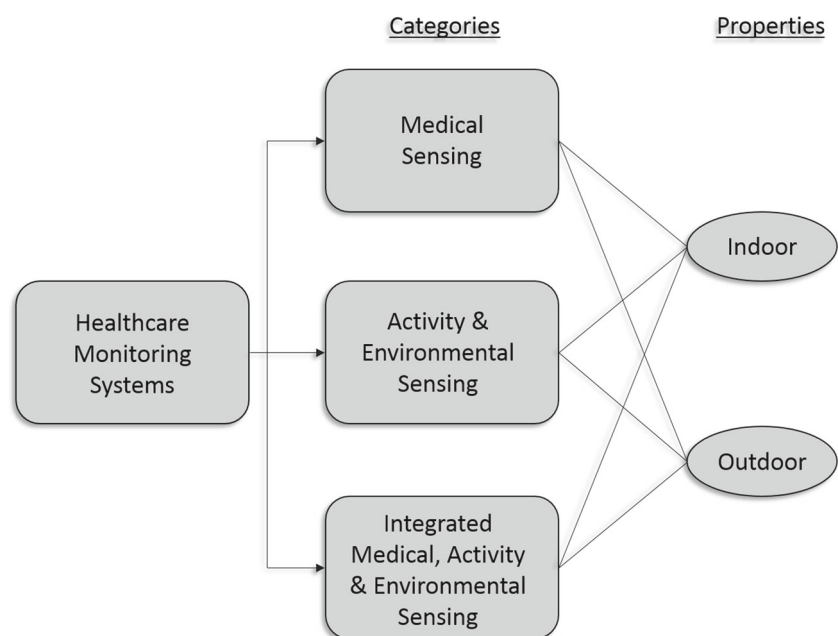 Categories
Properties
Medical
Sensing
Indoor
Healthcare
Monitoring
Systems
Activity &
Environmental
Sensing
Outdoor
Integrated
Medical, Activity
& Environmental
Sensing